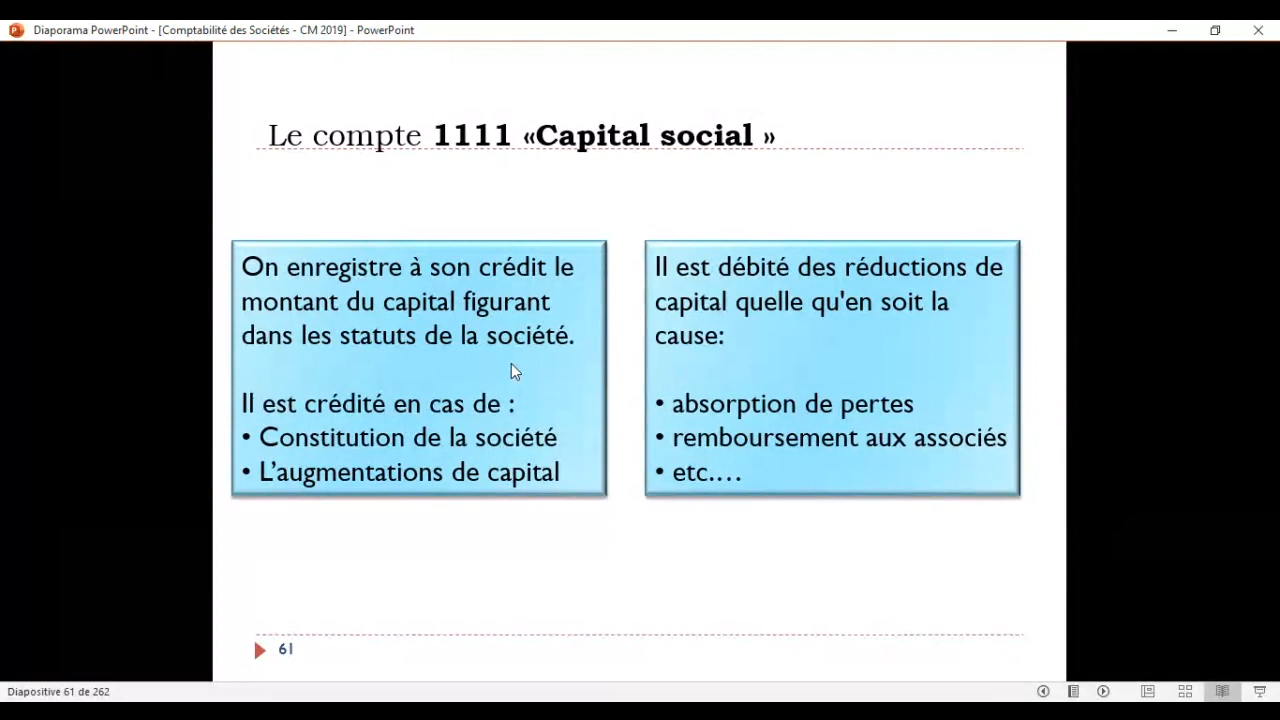 Diaporama PowerPoint - [Comptabilité des Sociétés - CM 2019] - PowerPoint
Le compte 1111 «Capital social »
On enregistre à son crédit le
montant du capital figurant
dans les statuts de la société.
Il est crédité en cas de :
• Constitution de la société
• L’augmentations de capital
Il est débité des réductions de
capital quelle qu'en soit la
cause:
• absorption de pertes
• remboursement aux associés
• etc.…
61
Diapositive 61 de 262